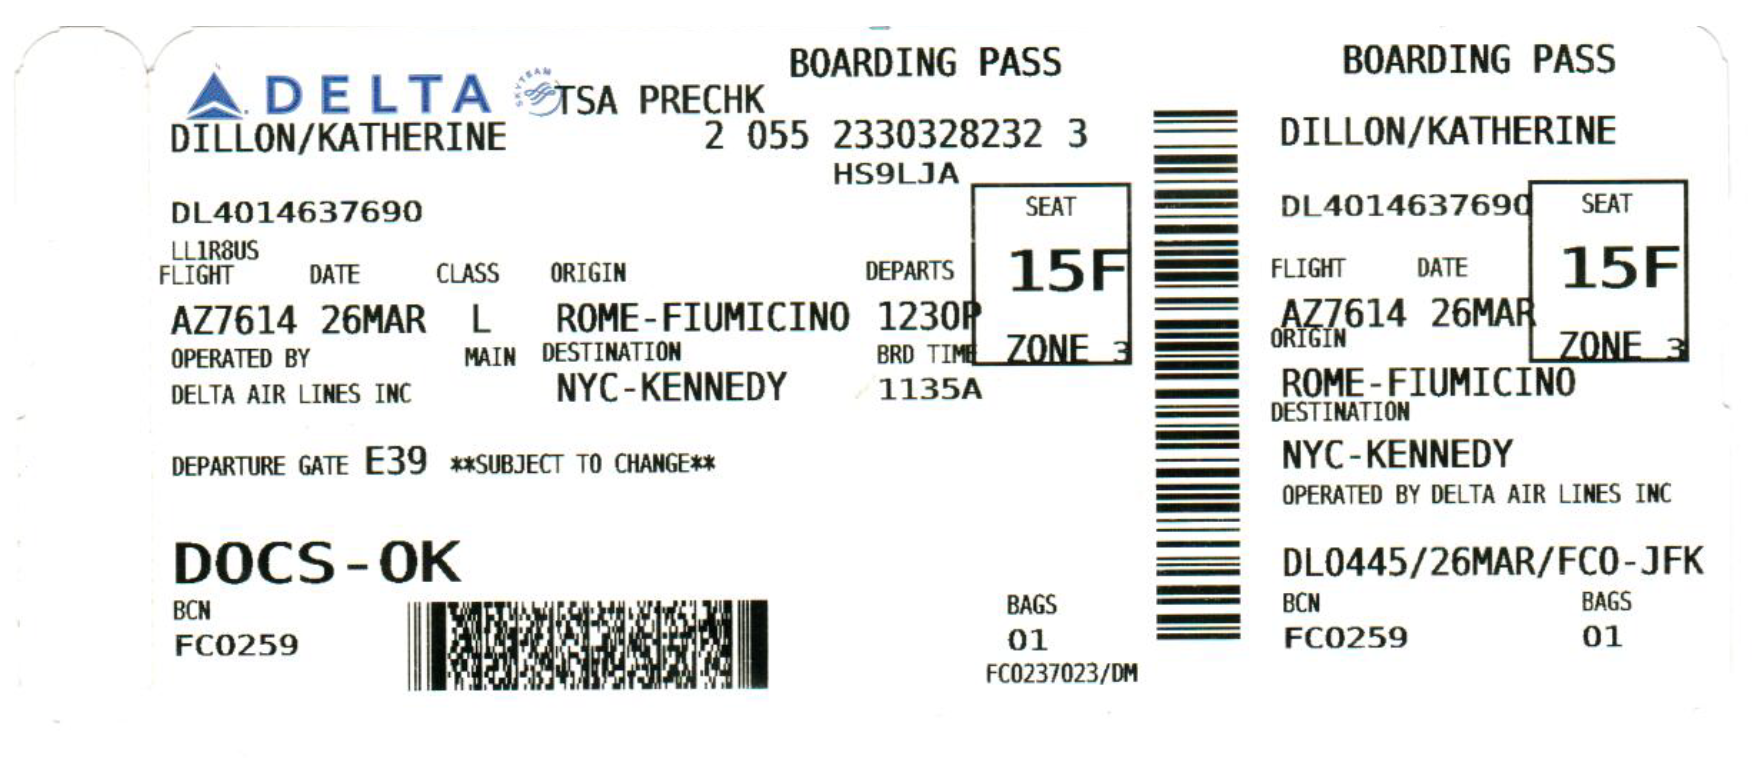 BOARDING PASS
DELTA SKYTEAM TSA PRECHK
DILLON/KATHERINE 2 055 2330328232 3
HS9LJA
DL4014637690
SEAT
15F
ZONE 3
LL1R8US
FLIGHT DATE CLASS ORIGIN DEPARTS
AZ7614 26MAR L ROME-FIUMICINO 1230P
OPERATED BY MAIN DESTINATION BRD TIME
DELTA AIR LINES INC NYC-KENNEDY 1135A
DEPARTURE GATE E39 **SUBJECT TO CHANGE**
DOCS-OK
BCN BAGS
FC0259 01
FC0237023/DM
BOARDING PASS
DILLON/KATHERINE
DL4014637690
SEAT
15F
ZONE 3
FLIGHT DATE
AZ7614 26MAR
ORIGIN
ROME-FIUMICINO
DESTINATION
NYC-KENNEDY
OPERATED BY DELTA AIR LINES INC
DL0445/26MAR/FCO-JFK
BCN BAGS
FC0259 01